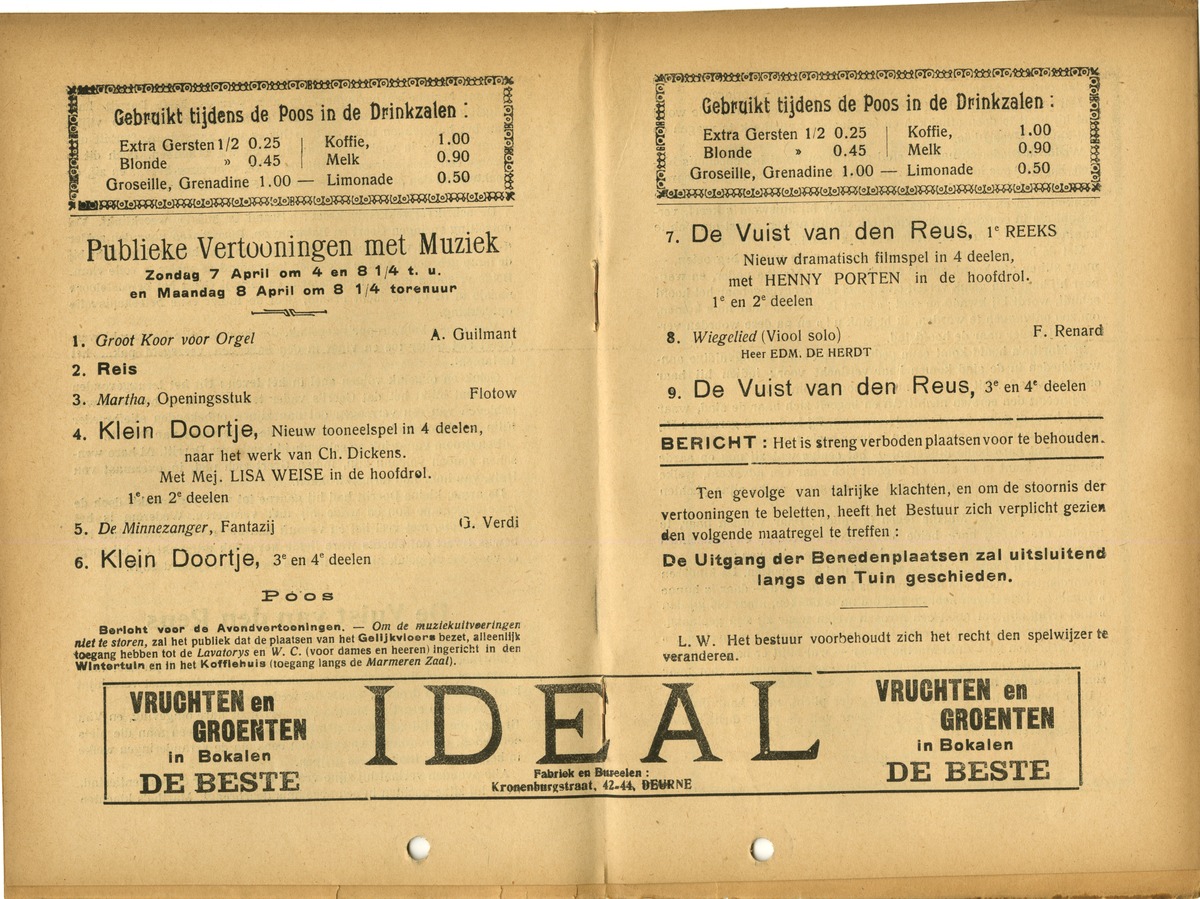 Gebruikt tijdens de Poos in de Drinkzalen :
Extra Gersten 1/2 0.25 | Koffie, 1.00
Blonde » 0.45 | Melk 0.90
Groseille, Grenadine 1.00 — Limonade 0.50
Publieke Vertooningen met Muziek
Zondag 7 April om 4 en 8 1/4 t. u.
en Maandag 8 April om 8 1/4 torenuur
1. Groot Koor voor Orgel A. Guilmant
2. Reis
3. Martha, Openingsstuk Flotow
4. Klein Doortje, Nieuw tooneelspel in 4 deelen,
naar het werk van Ch. Dickens.
Met Mej. LISA WEISE in de hoofdrol.
1e en 2e deelen
5. De Minnezanger, Fantazij G. Verdi
6. Klein Doortje, 3e en 4e deelen
Poos
Bericht voor de Avondvertooningen. — Om de muziekuitvoeringen
niet te storen, zal het publiek dat de plaatsen van het Gelijkvloers bezet, alleenlijk
toegang hebben tot de Lavatorys en W. C. (voor dames en heeren) ingericht in den
Wintertuin en in het Koffiehuis (toegang langs de Marmeren Zaal).
Gebruikt tijdens de Poos in de Drinkzalen :
Extra Gersten 1/2 0.25 | Koffie, 1.00
Blonde » 0.45 | Melk 0.90
Groseille, Grenadine 1.00 — Limonade 0.50
7. De Vuist van den Reus, 1e REEKS
Nieuw dramatisch filmspel in 4 deelen,
met HENNY PORTEN in de hoofdrol.
1e en 2e deelen
8. Wiegelied (Viool solo) F. Renard
Heer EDM. DE HERDT
9. De Vuist van den Reus, 3e en 4e deelen
BERICHT : Het is streng verboden plaatsen voor te behouden.
Ten gevolge van talrijke klachten, en om de stoornis der
vertooningen te beletten, heeft het Bestuur zich verplicht gezien
den volgende maatregel te treffen :
De Uitgang der Benedenplaatsen zal uitsluitend
langs den Tuin geschieden.
L. W. Het bestuur voorbehoudt zich het recht den spelwijzer te
veranderen.
VRUCHTEN en
GROENTEN
in Bokalen
DE BESTE
IDEAL
Fabriek en Bureelen :
Kronenburgstraat, 42-44, DEURNE
VRUCHTEN en
GROENTEN
in Bokalen
DE BESTE